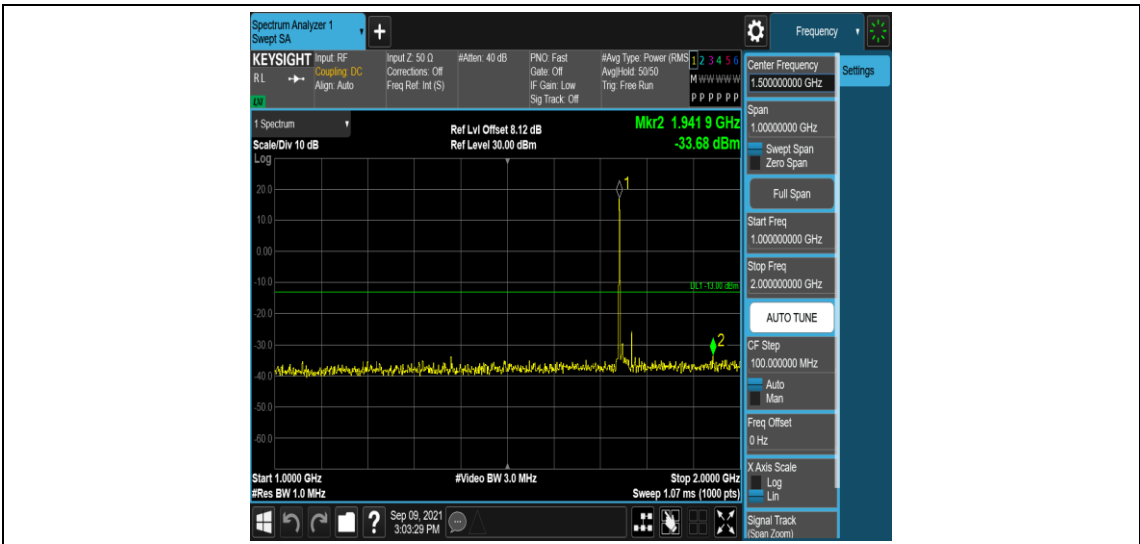 Spectrum Analyzer 1
Swept SA
+
Frequency
KEYSIGHT
RL
LNI
Input: RF
Coupling: DC
Align: Auto
Input Z: 50 Ω
Corrections: Off
Freq Ref: Int (S)
#Atten: 40 dB
PNO: Fast
Gate: Off
IF Gain: Low
Sig Track: Off
#Avg Type: Power (RMS
Avg|Hold: 50/50
Trig: Free Run
1 2 3 4 5 6
M W W W W W
P P P P P P
Center Frequency
1.500000000 GHz
Settings
1 Spectrum
Scale/Div 10 dB
Ref Lvl Offset 8.12 dB
Ref Level 30.00 dBm
Mkr2 1.941 9 GHz
-33.68 dBm
Log
20.0
10.0
0.00
-10.0
-20.0
-30.0
-40.0
-50.0
-60.0
1
DL1 -13.00 dBm
2
Start 1.0000 GHz
#Res BW 1.0 MHz
#Video BW 3.0 MHz
Stop 2.0000 GHz
Sweep 1.07 ms (1000 pts)
Span
1.00000000 GHz
Swept Span
Zero Span
Full Span
Start Freq
1.000000000 GHz
Stop Freq
2.000000000 GHz
AUTO TUNE
CF Step
100.000000 MHz
Auto
Man
Freq Offset
0 Hz
X Axis Scale
Log
Lin
Signal Track
(Span Zoom)
?
Sep 09, 2021
3:03:29 PM